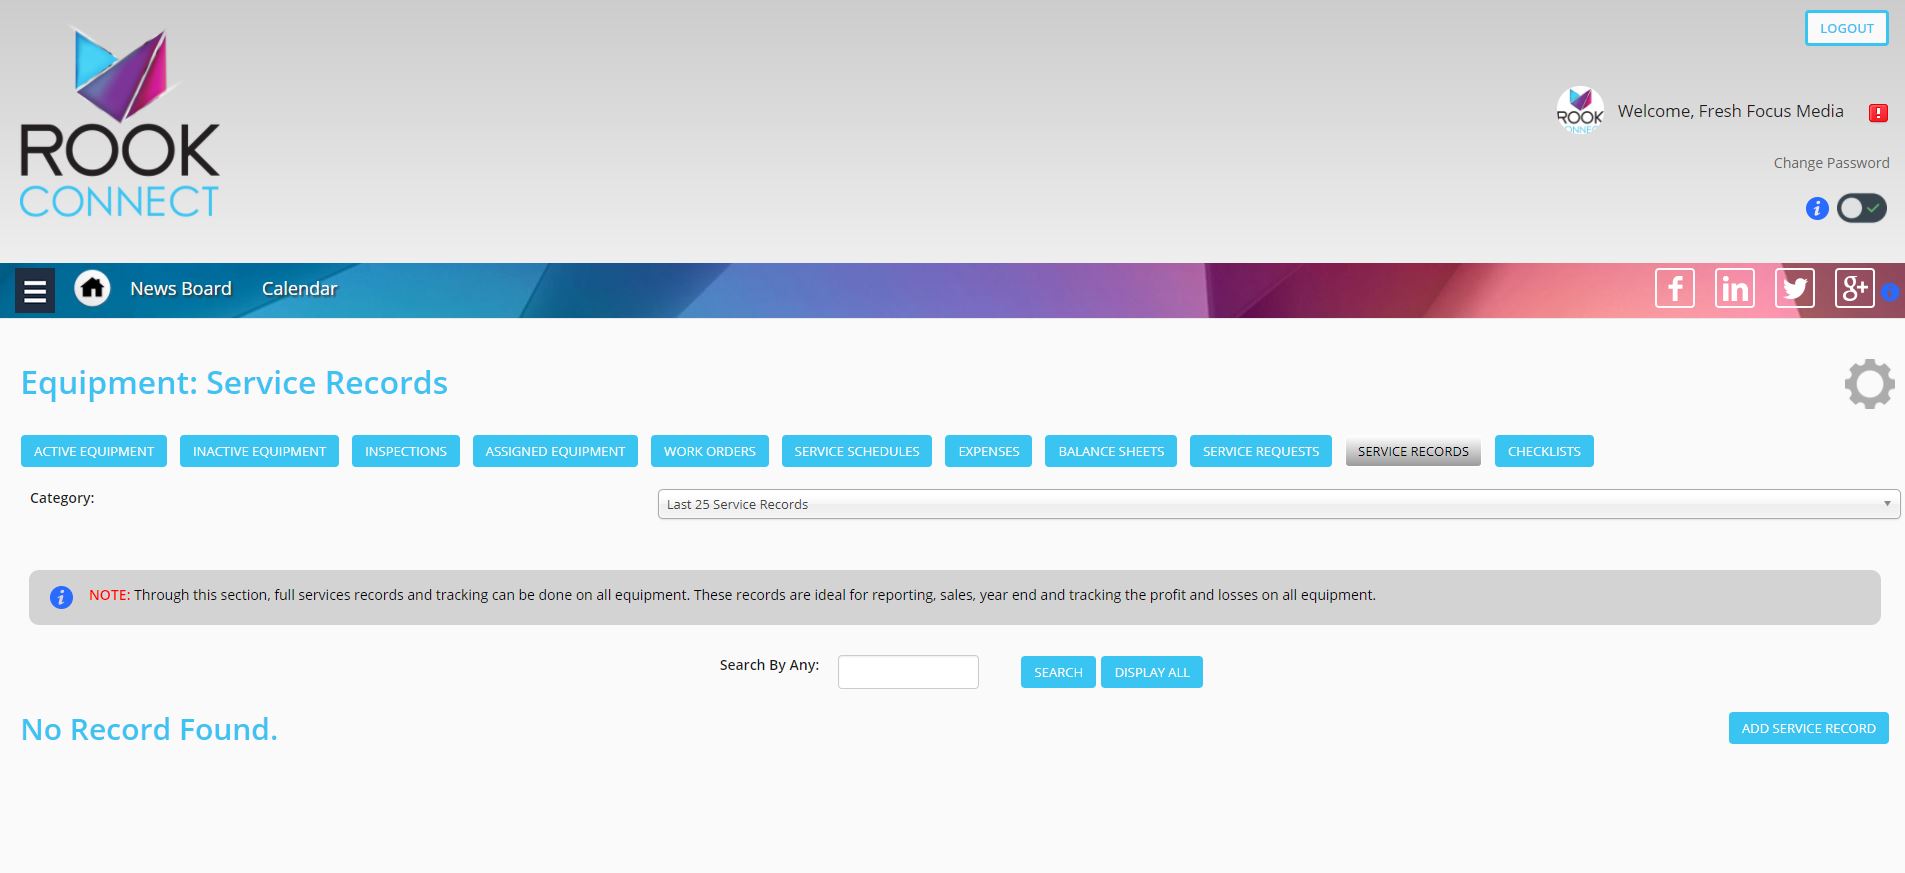 LOGOUT
ROOK
CONNECT
ROOK
CONNECT
Welcome, Fresh Focus Media
Change Password
News Board Calendar
Equipment: Service Records
ACTIVE EQUIPMENT INACTIVE EQUIPMENT INSPECTIONS ASSIGNED EQUIPMENT WORK ORDERS SERVICE SCHEDULES EXPENSES BALANCE SHEETS SERVICE REQUESTS SERVICE RECORDS CHECKLISTS
Category: Last 25 Service Records
NOTE: Through this section, full services records and tracking can be done on all equipment. These records are ideal for reporting, sales, year end and tracking the profit and losses on all equipment.
Search By Any: SEARCH DISPLAY ALL
No Record Found. ADD SERVICE RECORD